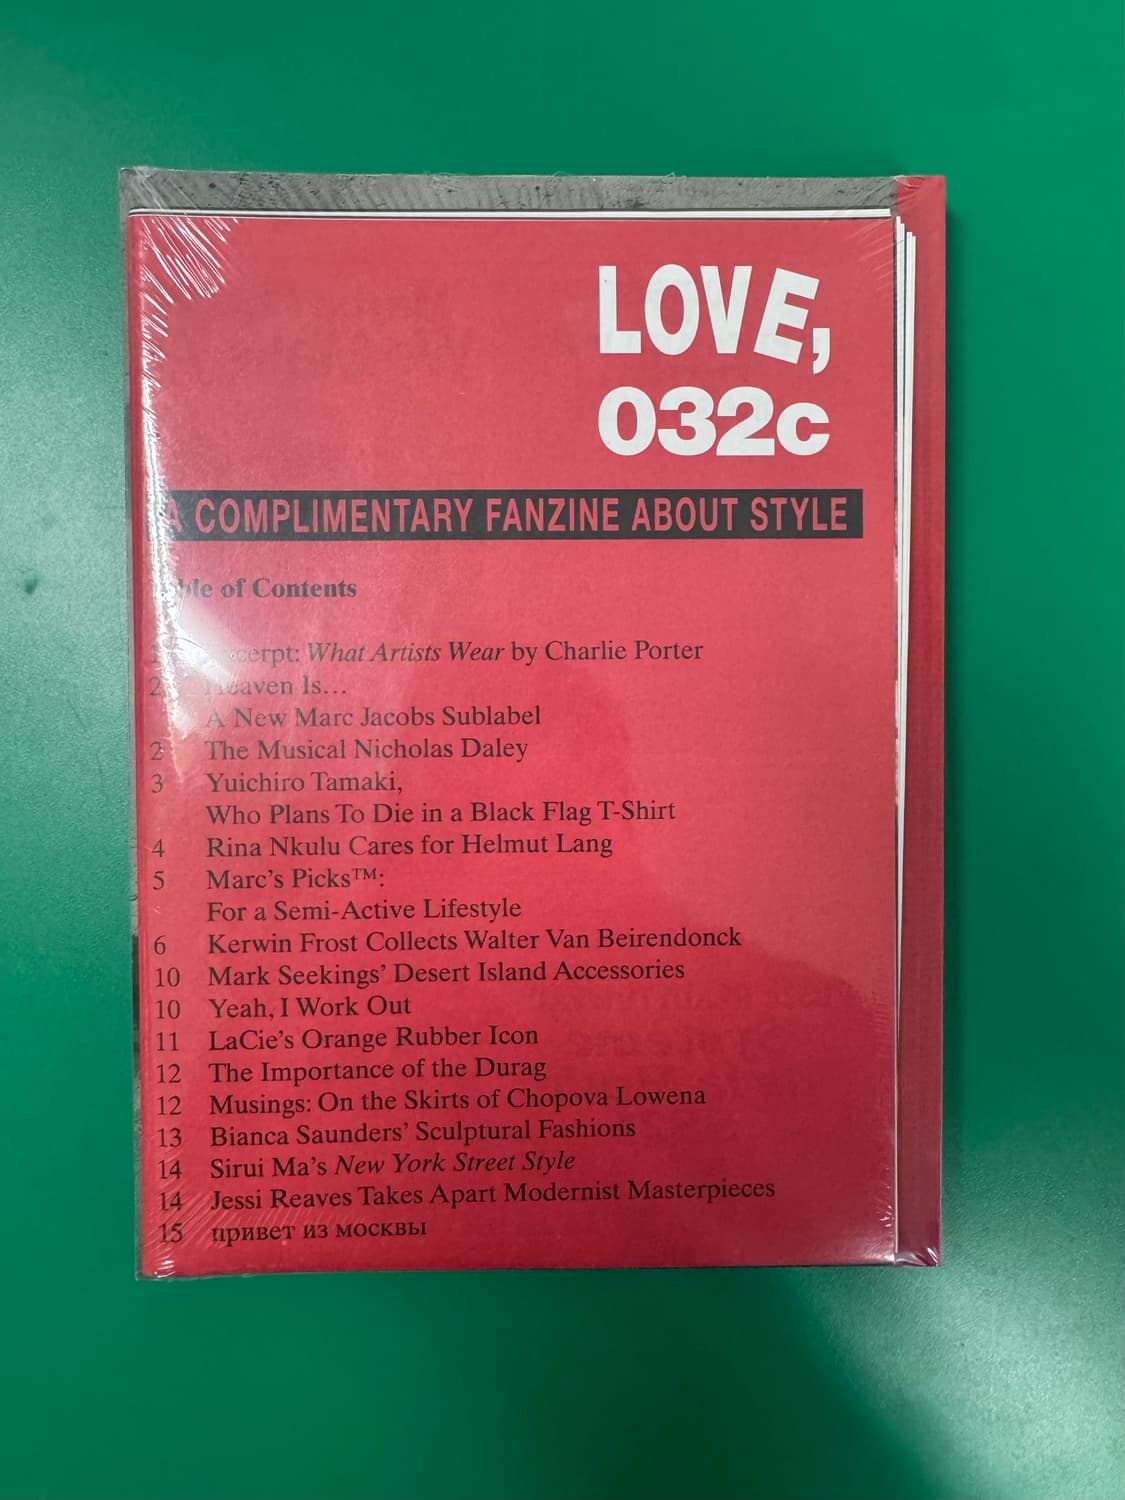 LOVE,
032c
A COMPLIMENTARY FANZINE ABOUT STYLE
Table of Contents
1 Excerpt: What Artists Wear by Charlie Porter
2 Heaven Is…
A New Marc Jacobs Sublabel
2 The Musical Nicholas Daley
3 Yuichiro Tamaki,
Who Plans To Die in a Black Flag T-Shirt
4 Rina Nkulu Cares for Helmut Lang
5 Marc’s Picks™:
For a Semi-Active Lifestyle
6 Kerwin Frost Collects Walter Van Beirendonck
10 Mark Seekings’ Desert Island Accessories
10 Yeah, I Work Out
11 LaCie’s Orange Rubber Icon
12 The Importance of the Durag
12 Musings: On the Skirts of Chopova Lowena
13 Bianca Saunders’ Sculptural Fashions
14 Sirui Ma’s New York Street Style
14 Jessi Reaves Takes Apart Modernist Masterpieces
15 привет из москвы